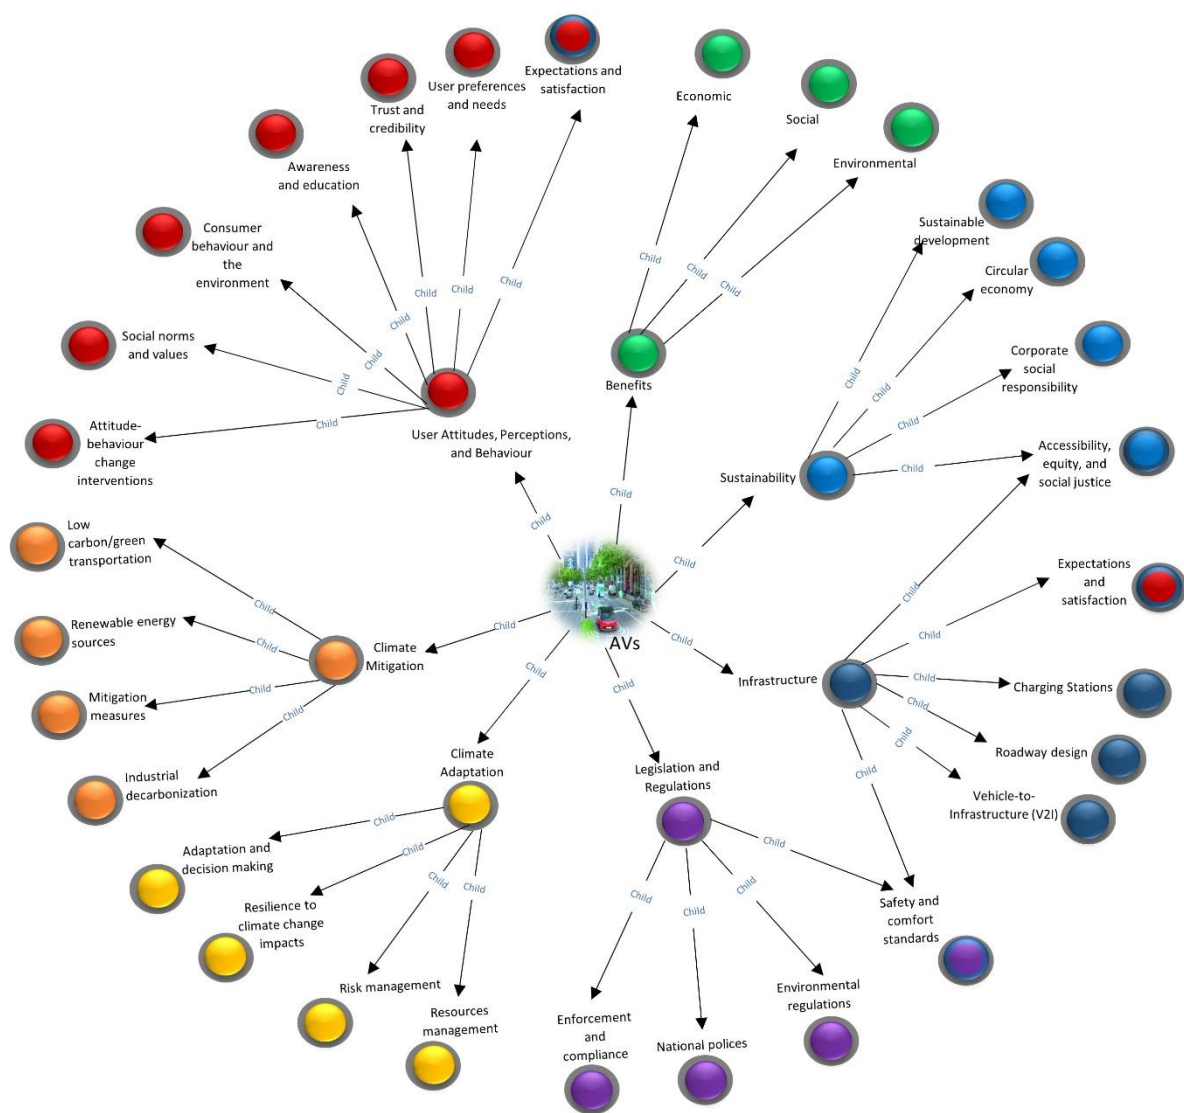 Expectations and
satisfaction
User preferences
and needs
Trust and
credibility
Awareness
and education
Consumer
behaviour and
the
environment
Social norms
and values
Attitude-
behaviour
change
interventions
Child
Child
Child
Child
Child
Child
Child
User Attitudes, Perceptions,
and Behaviour
Child
Economic
Social
Environmental
Child
Child
Child
Benefits
Child
Sustainable
development
Circular
economy
Corporate
social
responsibility
Accessibility,
equity, and
social justice
Child
Child
Child
Child
Sustainability
Child
AVs
Low
carbon/green
transportation
Renewable energy
sources
Mitigation
measures
Industrial
decarbonization
Child
Child
Child
Child
Climate
Mitigation
Child
Infrastructure
Child
Child
Child
Child
Child
Child
Child
Expectations
and
satisfaction
Charging Stations
Roadway design
Vehicle-to-
Infrastructure (V2I)
Climate
Adaptation
Child
Child
Child
Child
Child
Adaptation and
decision making
Resilience to
climate change
impacts
Risk management
Resources
management
Legislation and
Regulations
Child
Child
Child
Child
Child
Safety and
comfort
standards
Environmental
regulations
National polices
Enforcement
and
compliance